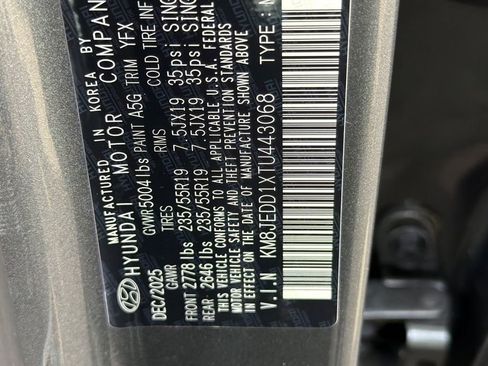 MANUFACTURED IN KOREA BY
HYUNDAI MOTOR COMPAN
DEC/2025 GVWR5004 lbs PAINT A5G TRIM YFX
GAWR TIRES RIMS COLD TIRE INF
FRONT 2778 lbs 235/55R19 7.5JX19 35psi SING
REAR 2646 lbs 235/55R19 7.5JX19 35psi SING
THIS VEHICLE CONFORMS TO ALL APPLICABLE U.S.A. FEDERAL
MOTOR VEHICLE SAFETY AND THEFT PREVENTION STANDARDS
IN EFFECT ON THE DATE OF MANUFACTURE SHOWN ABOVE
V.I.N KM8JEDD1XTU443068 TYPE : M